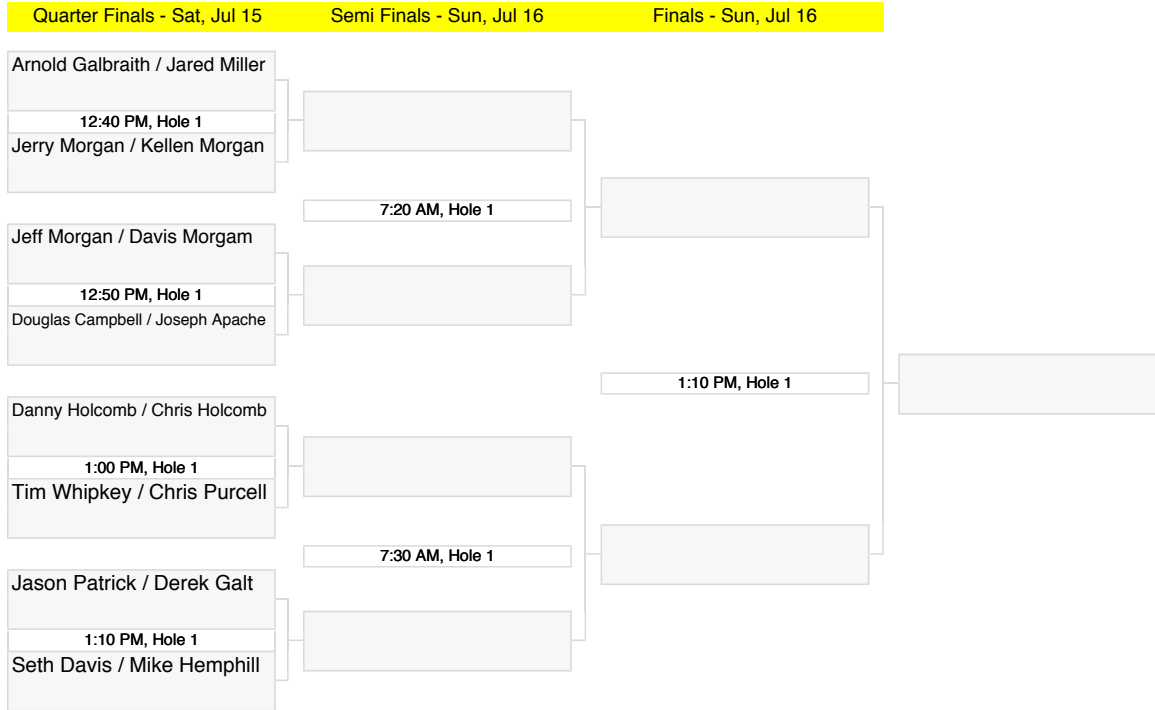 Quarter Finals - Sat, Jul 15
Semi Finals - Sun, Jul 16
Finals - Sun, Jul 16
Arnold Galbraith / Jared Miller
12:40 PM, Hole 1
Jerry Morgan / Kellen Morgan
7:20 AM, Hole 1
Jeff Morgan / Davis Morgam
12:50 PM, Hole 1
Douglas Campbell / Joseph Apache
1:10 PM, Hole 1
Danny Holcomb / Chris Holcomb
1:00 PM, Hole 1
Tim Whipkey / Chris Purcell
7:30 AM, Hole 1
Jason Patrick / Derek Galt
1:10 PM, Hole 1
Seth Davis / Mike Hemphill